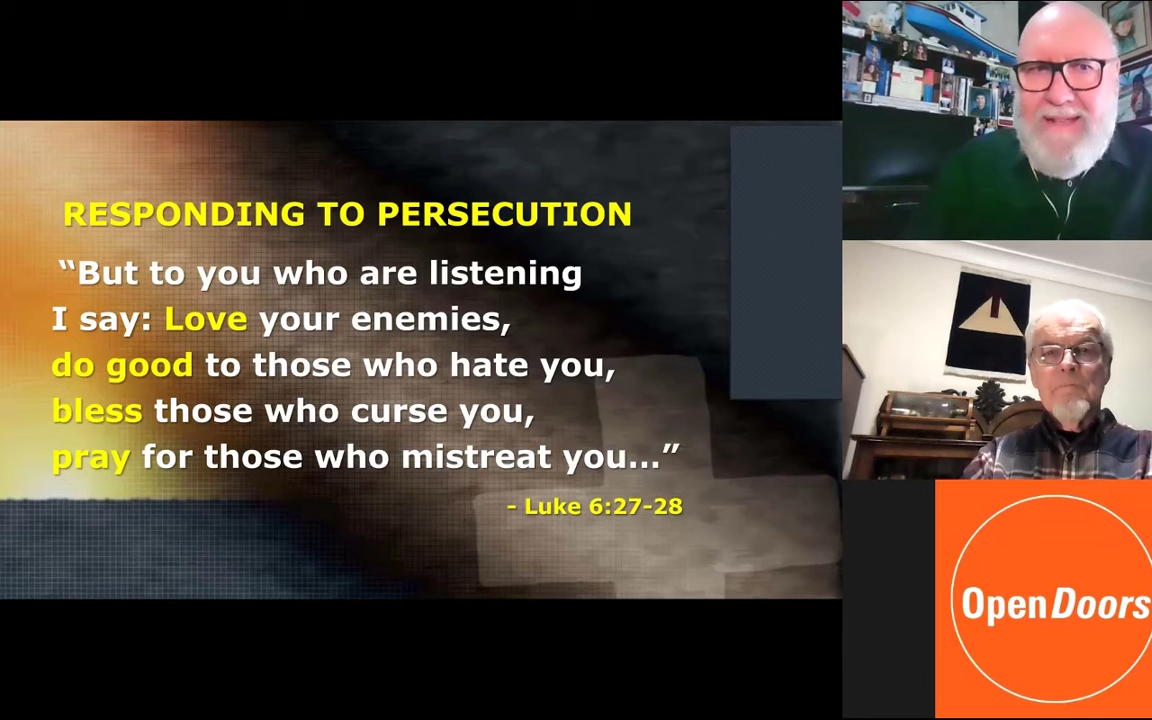 RESPONDING TO PERSECUTION
“But to you who are listening
I say: Love your enemies,
do good to those who hate you,
bless those who curse you,
pray for those who mistreat you...”
- Luke 6:27-28
OpenDoors